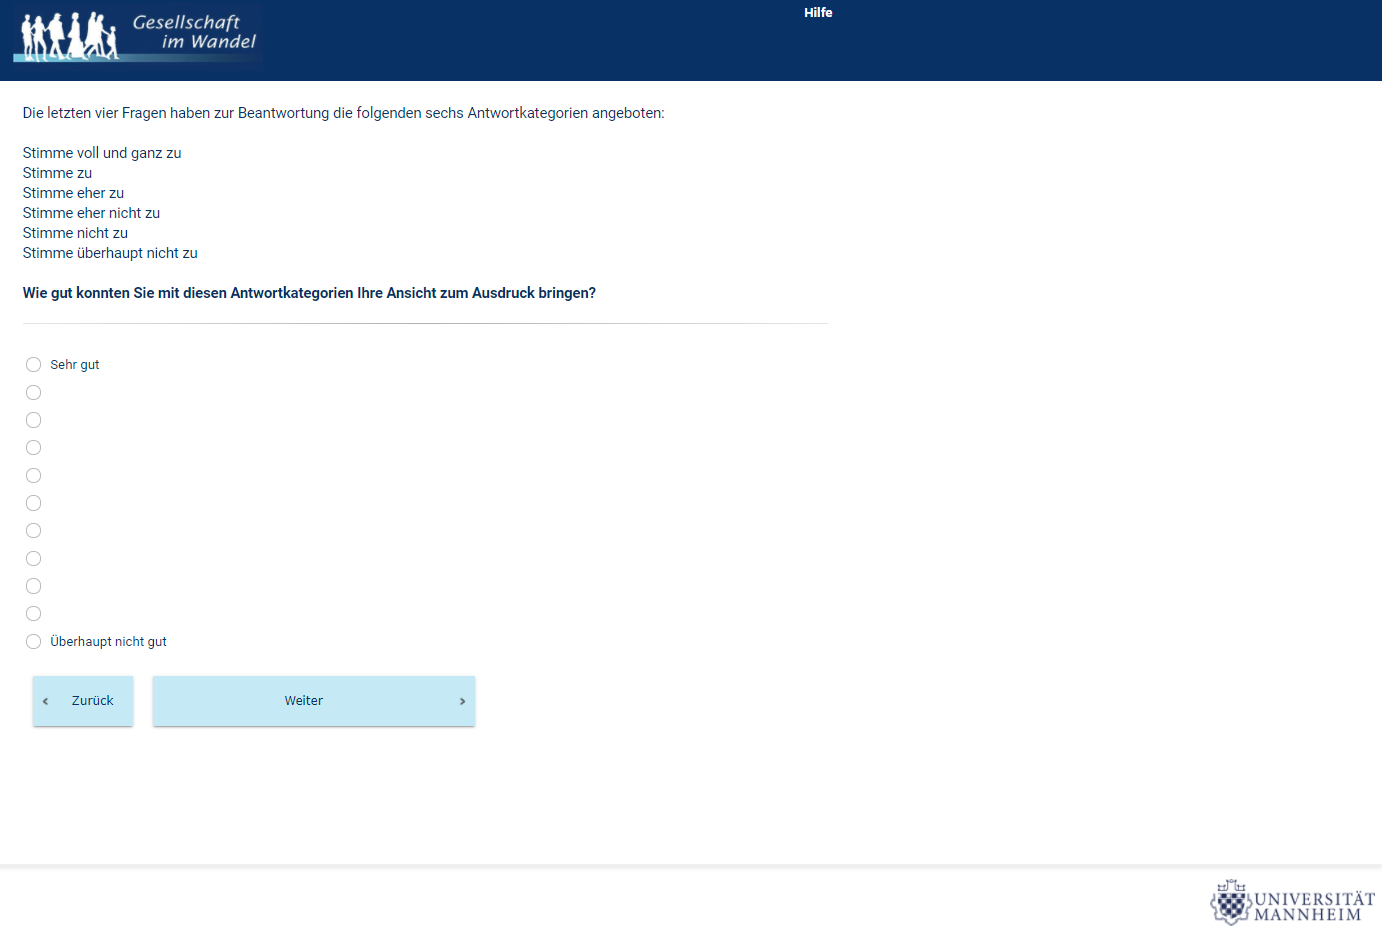 Gesellschaft
im Wandel
Hilfe
Die letzten vier Fragen haben zur Beantwortung die folgenden sechs Antwortkategorien angeboten:
Stimme voll und ganz zu
Stimme zu
Stimme eher zu
Stimme eher nicht zu
Stimme nicht zu
Stimme überhaupt nicht zu
Wie gut konnten Sie mit diesen Antwortkategorien Ihre Ansicht zum Ausdruck bringen?
Sehr gut
Überhaupt nicht gut
Zurück
Weiter
UNIVERSITÄT
MANNHEIM